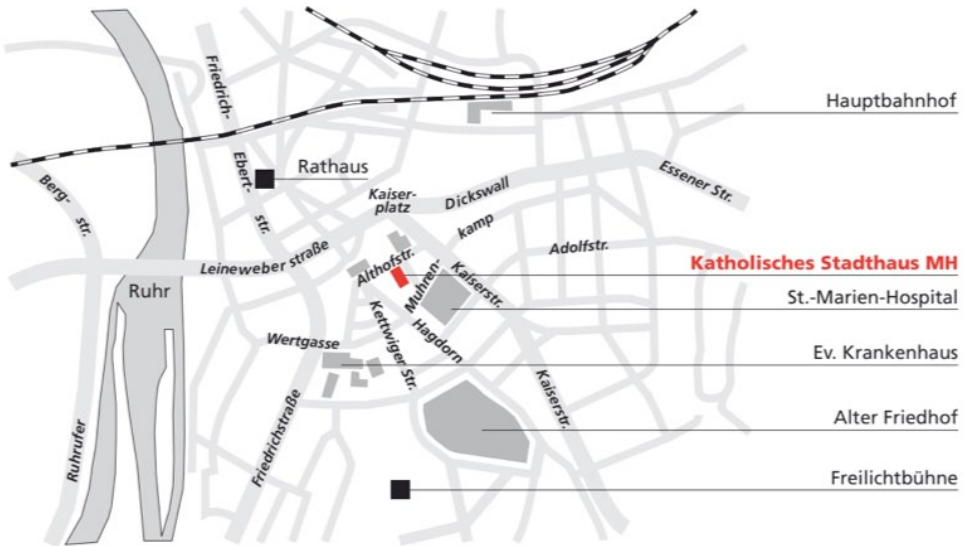 Friedrich-
Ebert-
str.
Hauptbahnhof
Rathaus
Berg-
str.
Kaiser-
platz
Dickswall
Essener Str.
kamp
Muhren-
Adolfstr.
Leineweber straße
Althofstr.
Kaiserstr.
Katholisches Stadthaus MH
Ruhr
St.-Marien-Hospital
Hagdorn
Wertgasse
Kettwiger Str.
Ev. Krankenhaus
Kaiserstr.
Alter Friedhof
Friedrichstraße
Ruhrufer
Freilichtbühne